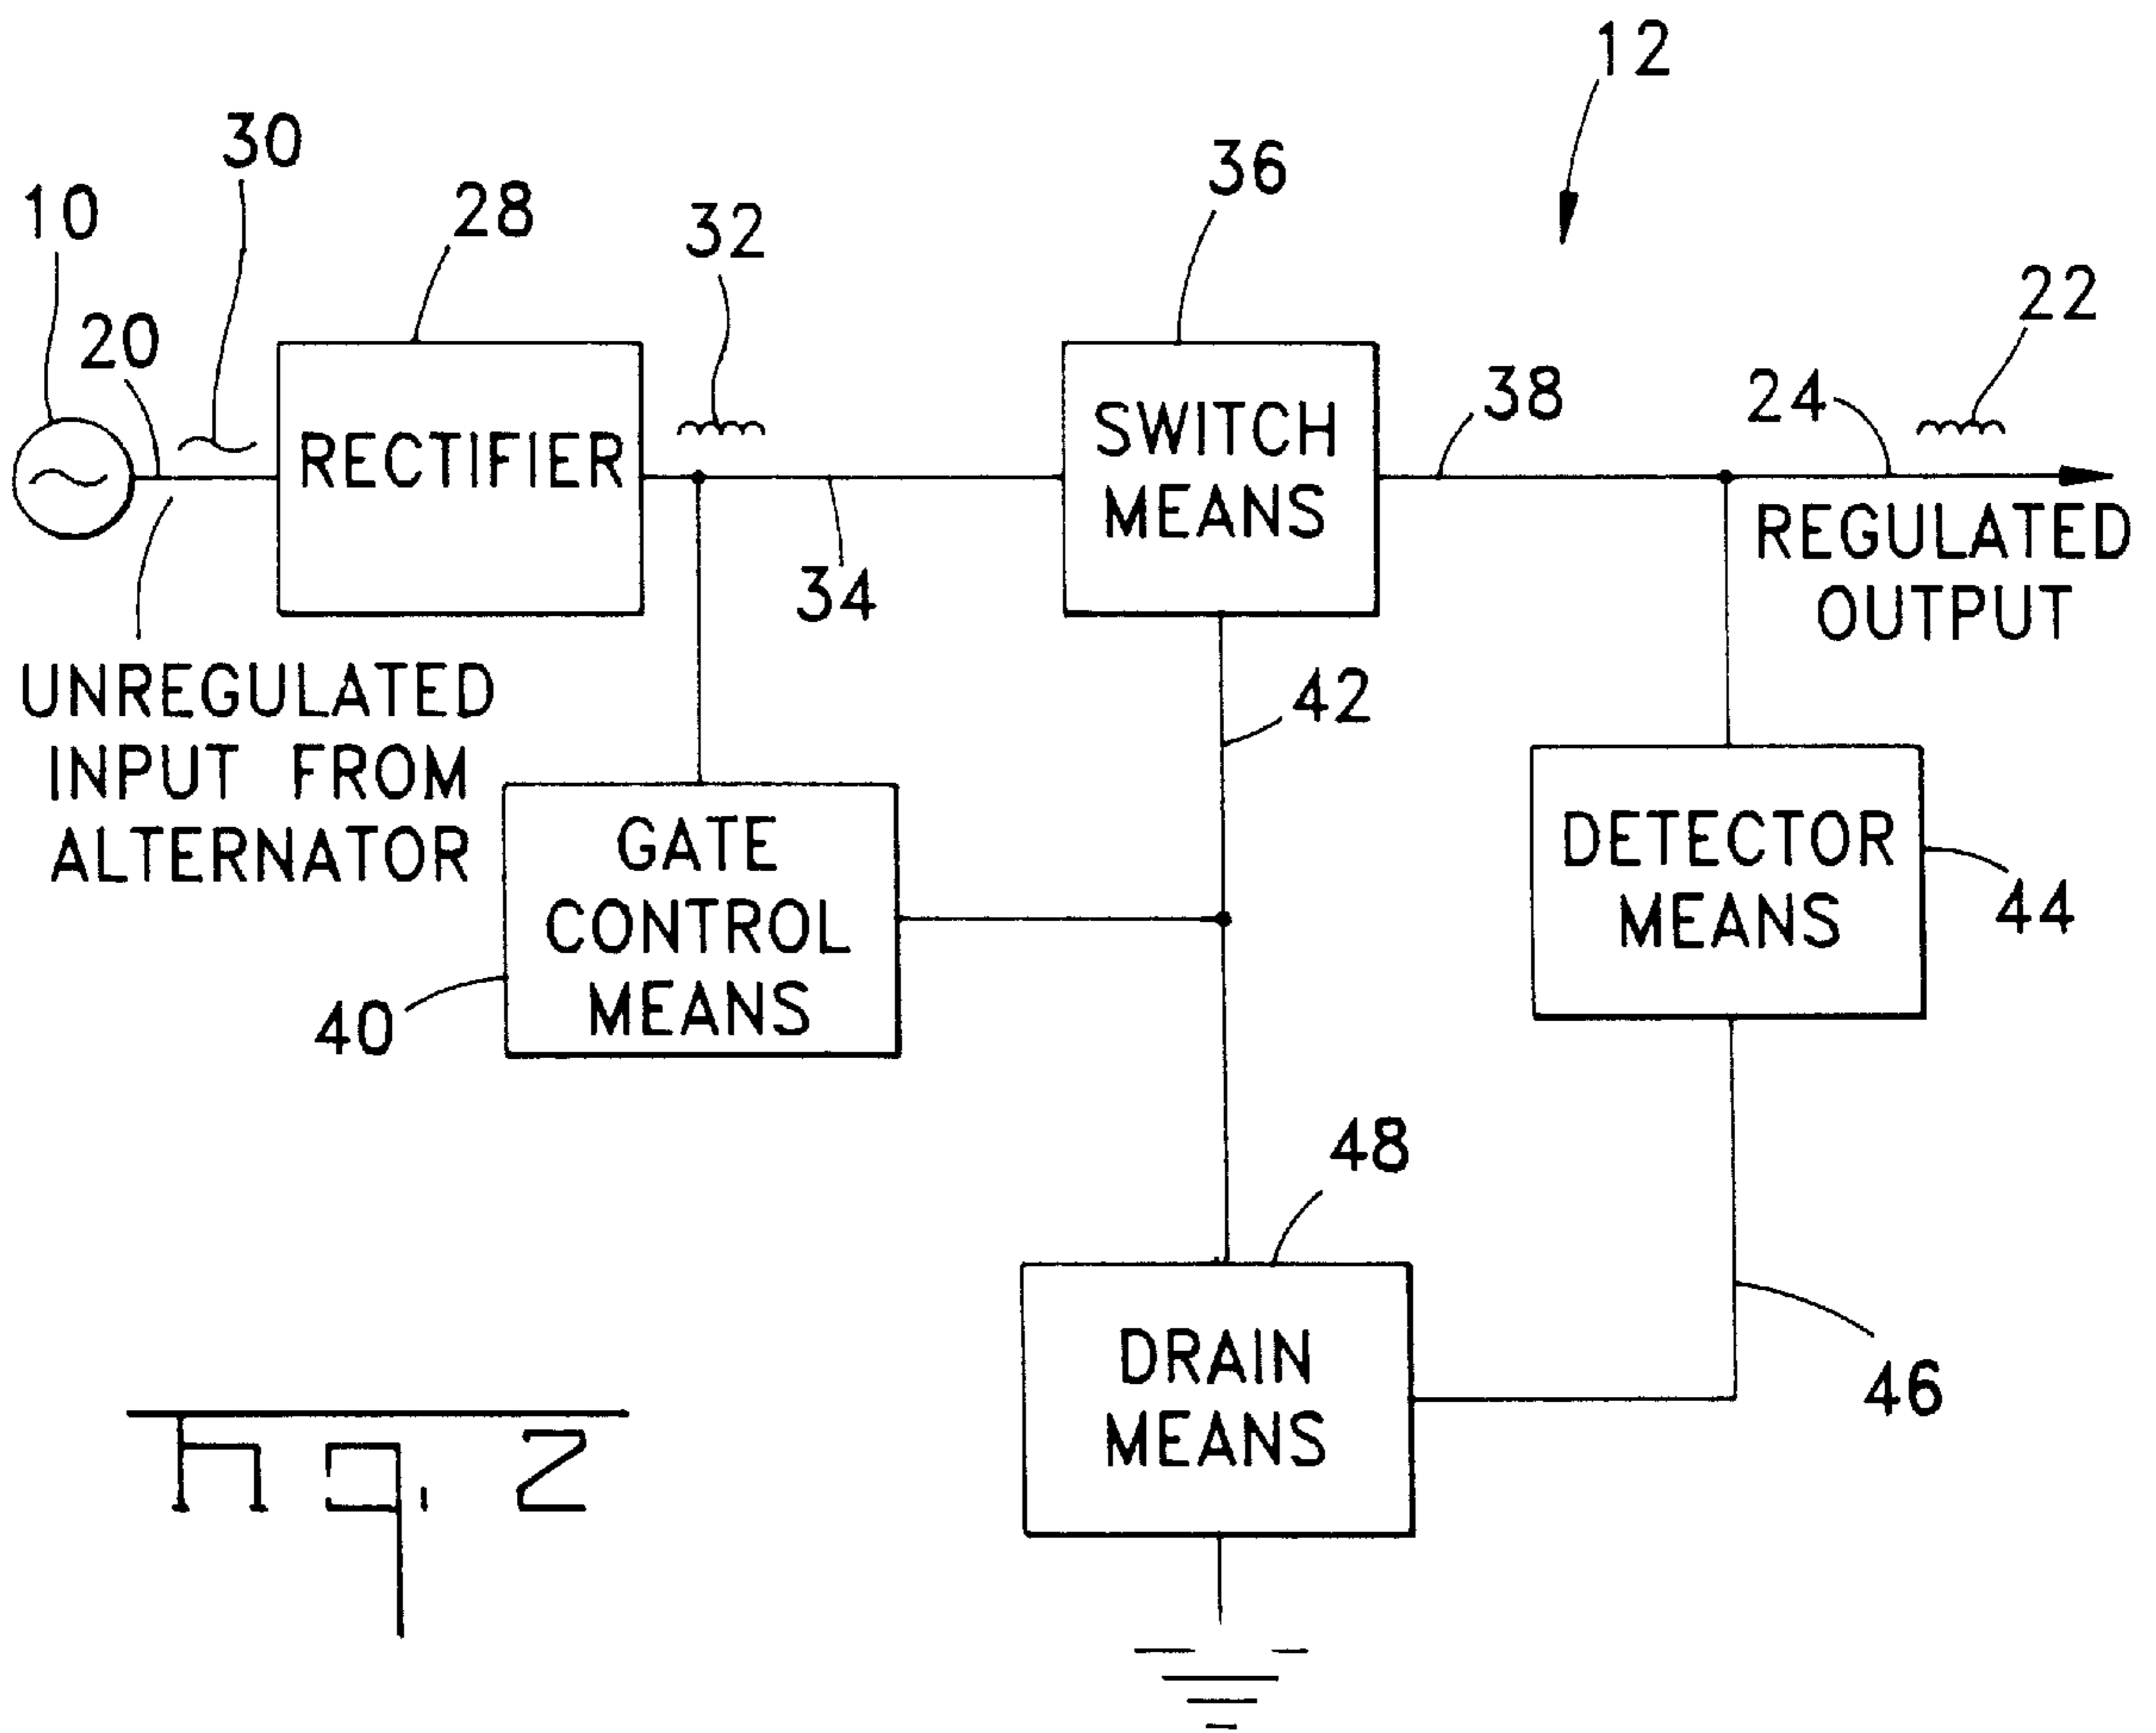 12
30
36
10
28
32
22
20
38
24
RECTIFIER
SWITCH
MEANS
REGULATED
OUTPUT
34
UNREGULATED
INPUT FROM
ALTERNATOR
42
GATE
CONTROL
MEANS
DETECTOR
MEANS
44
40
48
DRAIN
MEANS
46
Fig. 2